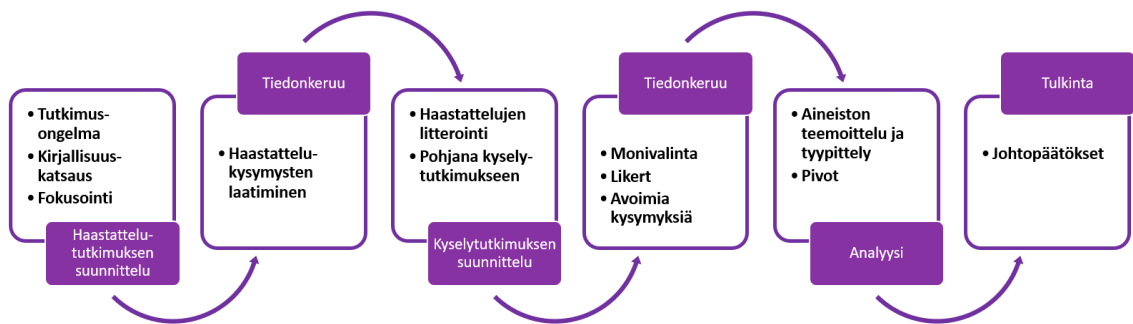 • Tutkimus-
ongelma
• Kirjallisuus-
katsaus
• Fokusointi
Haastattelu-
tutkimuksen
suunnittelu
Tiedonkeruu
• Haastattelu-
kysymysten
laatiminen
• Haastattelujen
litterointi
• Pohjana kysely-
tutkimukseen
Kyselytutkimuksen
suunnittelu
Tiedonkeruu
• Monivalinta
• Likert
• Avoimia
kysymyksiä
• Aineiston
teemoittelu ja
tyypittely
• Pivot
Analyysi
Tulkinta
• Johtopäätökset